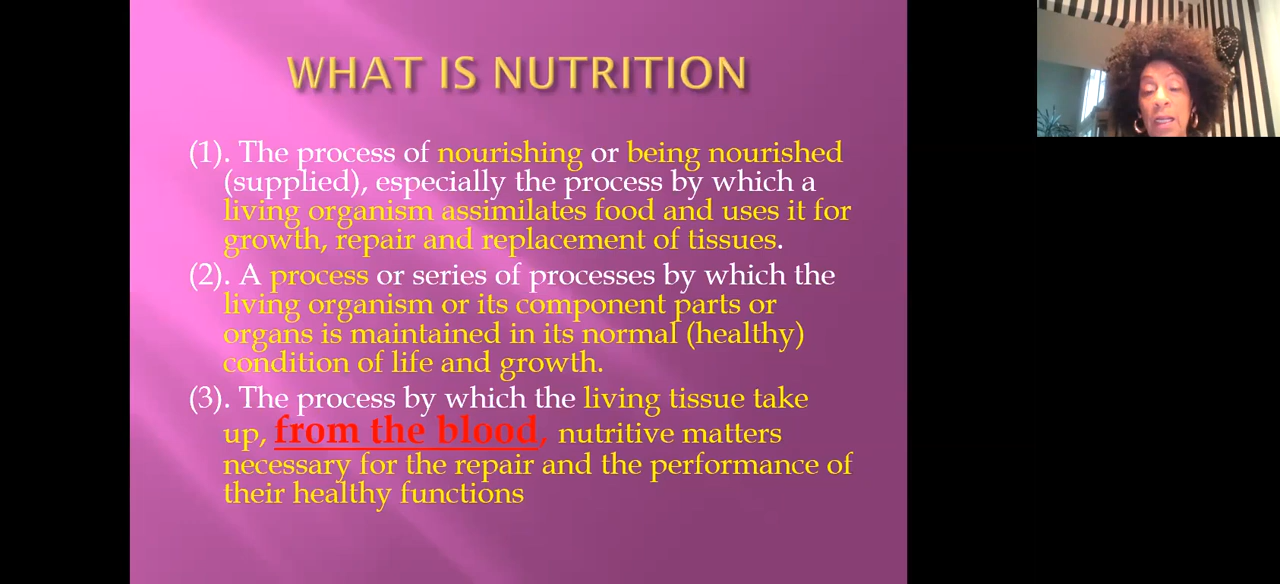 WHAT IS NUTRITION
(1). The process of nourishing or being nourished
(supplied), especially the process by which a
living organism assimilates food and uses it for
growth, repair and replacement of tissues.
(2). A process or series of processes by which the
living organism or its component parts or
organs is maintained in its normal (healthy)
condition of life and growth.
(3). The process by which the living tissue take
up, from the blood, nutritive matters
necessary for the repair and the performance of
their healthy functions